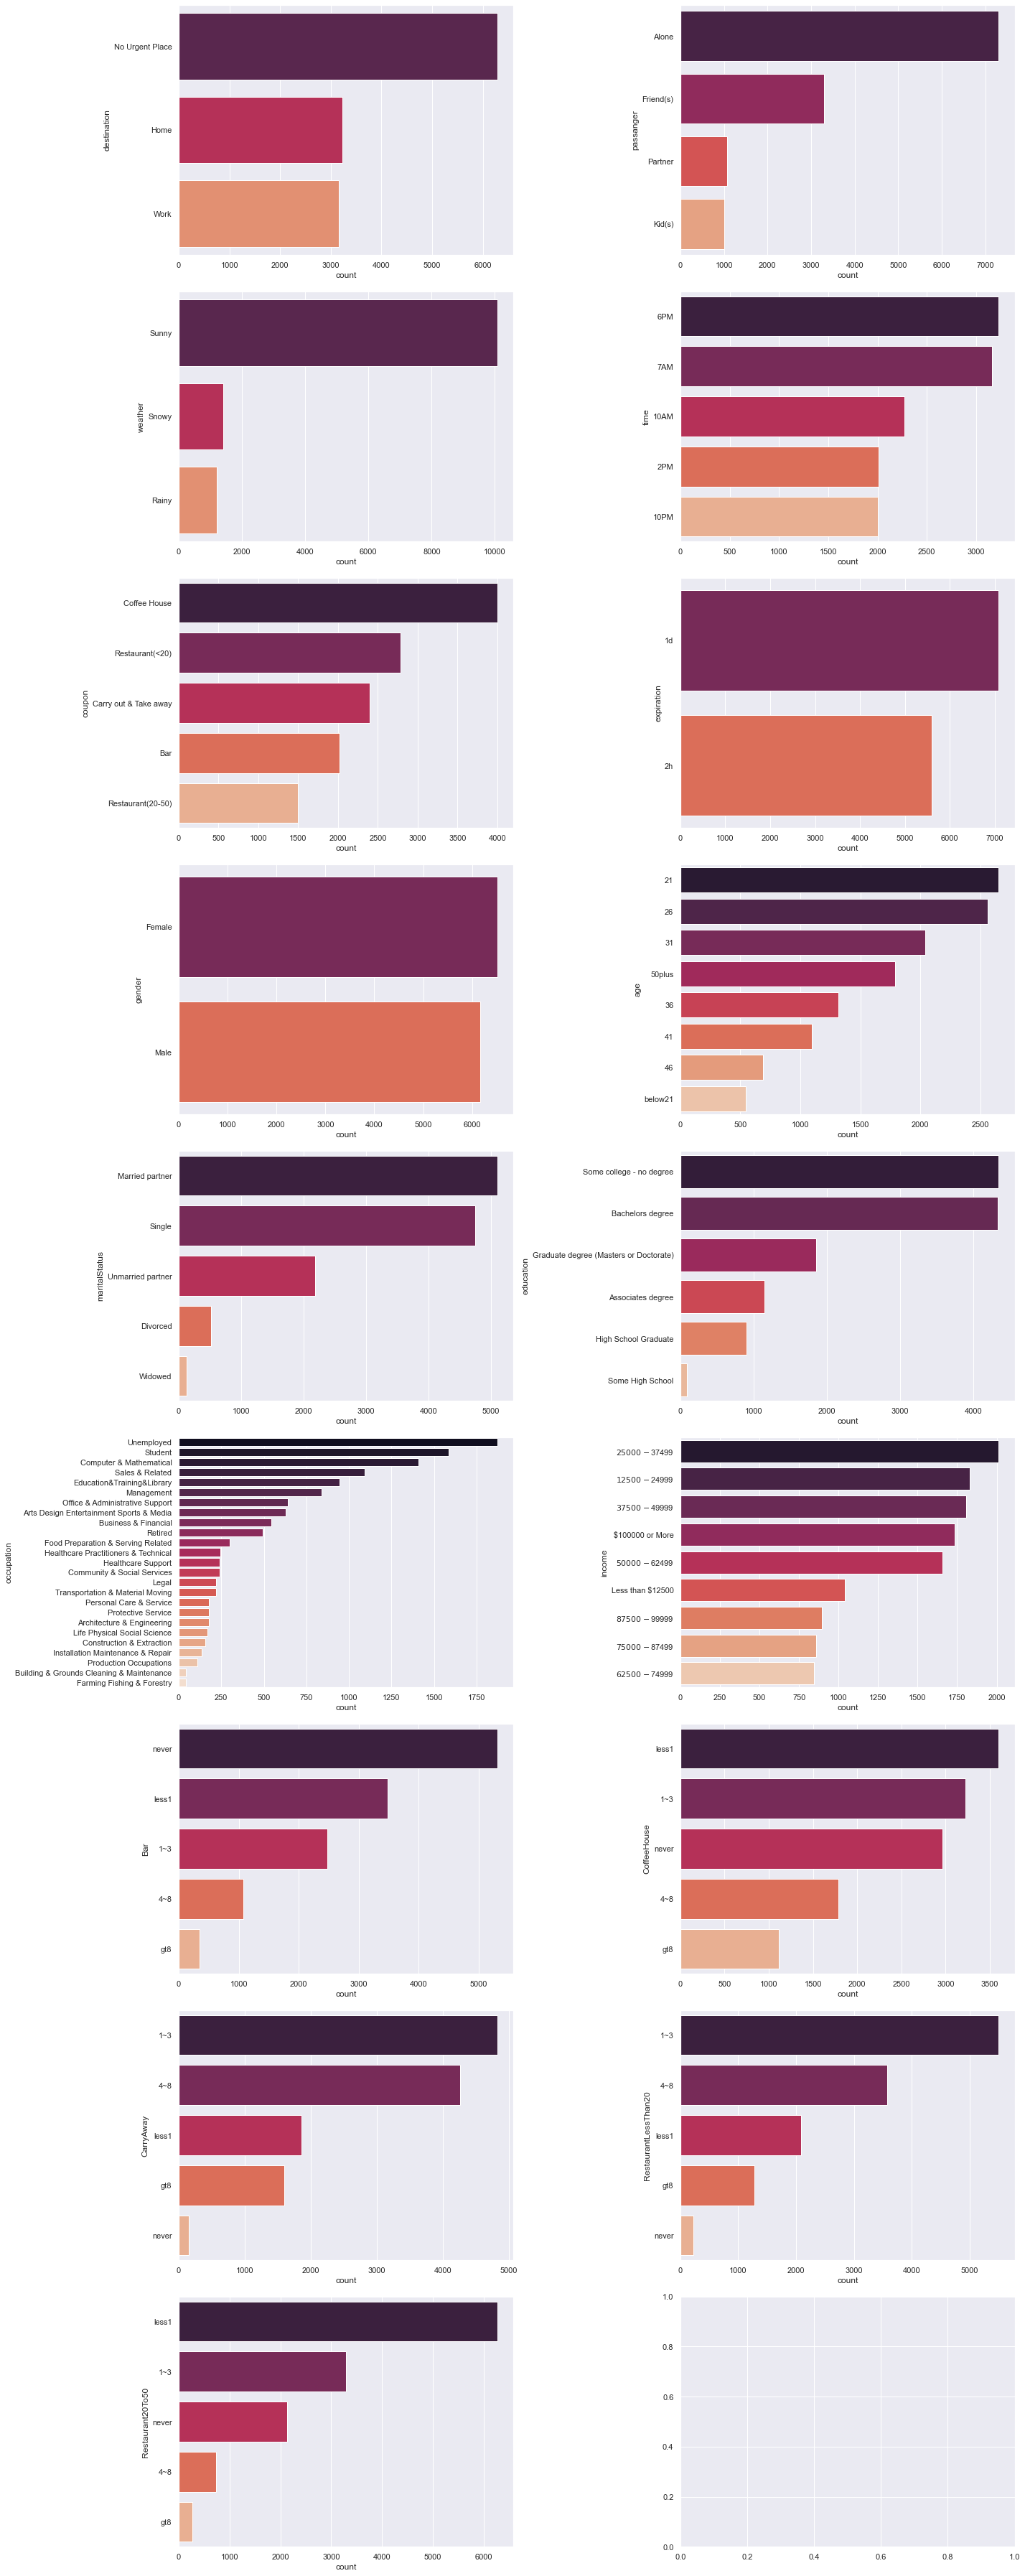 No Urgent Place
Home
Work
destination
0 1000 2000 3000 4000 5000 6000
count
Alone
Friend(s)
Partner
Kid(s)
passanger
0 1000 2000 3000 4000 5000 6000 7000
count
Sunny
Snowy
Rainy
weather
0 2000 4000 6000 8000 10000
count
6PM
7AM
10AM
2PM
10PM
time
0 500 1000 1500 2000 2500 3000
count
Coffee House
Restaurant(<20)
Carry out & Take away
Bar
Restaurant(20-50)
coupon
0 500 1000 1500 2000 2500 3000 3500 4000
count
1d
2h
expiration
0 1000 2000 3000 4000 5000 6000 7000
count
Female
Male
gender
0 1000 2000 3000 4000 5000 6000
count
21
26
31
50plus
36
41
46
below21
age
0 500 1000 1500 2000 2500
count
Married partner
Single
Unmarried partner
Divorced
Widowed
maritalStatus
0 1000 2000 3000 4000 5000
count
Some college - no degree
Bachelors degree
Graduate degree (Masters or Doctorate)
Associates degree
High School Graduate
Some High School
education
0 1000 2000 3000 4000
count
Unemployed
Student
Computer & Mathematical
Sales & Related
Education&Training&Library
Management
Office & Administrative Support
Arts Design Entertainment Sports & Media
Business & Financial
Retired
Food Preparation & Serving Related
Healthcare Practitioners & Technical
Healthcare Support
Community & Social Services
Legal
Transportation & Material Moving
Personal Care & Service
Protective Service
Architecture & Engineering
Life Physical Social Science
Construction & Extraction
Installation Maintenance & Repair
Production Occupations
Building & Grounds Cleaning & Maintenance
Farming Fishing & Forestry
occupation
0 250 500 750 1000 1250 1500 1750
count
25000 - 37499
12500 - 24999
37500 - 49999
$100000 or More
50000 - 62499
Less than $12500
87500 - 99999
75000 - 87499
62500 - 74999
income
0 250 500 750 1000 1250 1500 1750 2000
count
never
less1
1~3
4~8
gt8
Bar
0 1000 2000 3000 4000 5000
count
less1
1~3
never
4~8
gt8
CoffeeHouse
0 500 1000 1500 2000 2500 3000 3500
count
1~3
4~8
less1
gt8
never
CarryAway
0 1000 2000 3000 4000 5000
count
1~3
4~8
less1
gt8
never
RestaurantLessThan20
0 1000 2000 3000 4000 5000
count
less1
1~3
never
4~8
gt8
Restaurant20To50
0 1000 2000 3000 4000 5000 6000
count
1.0
0.8
0.6
0.4
0.2
0.0
0.0 0.2 0.4 0.6 0.8 1.0